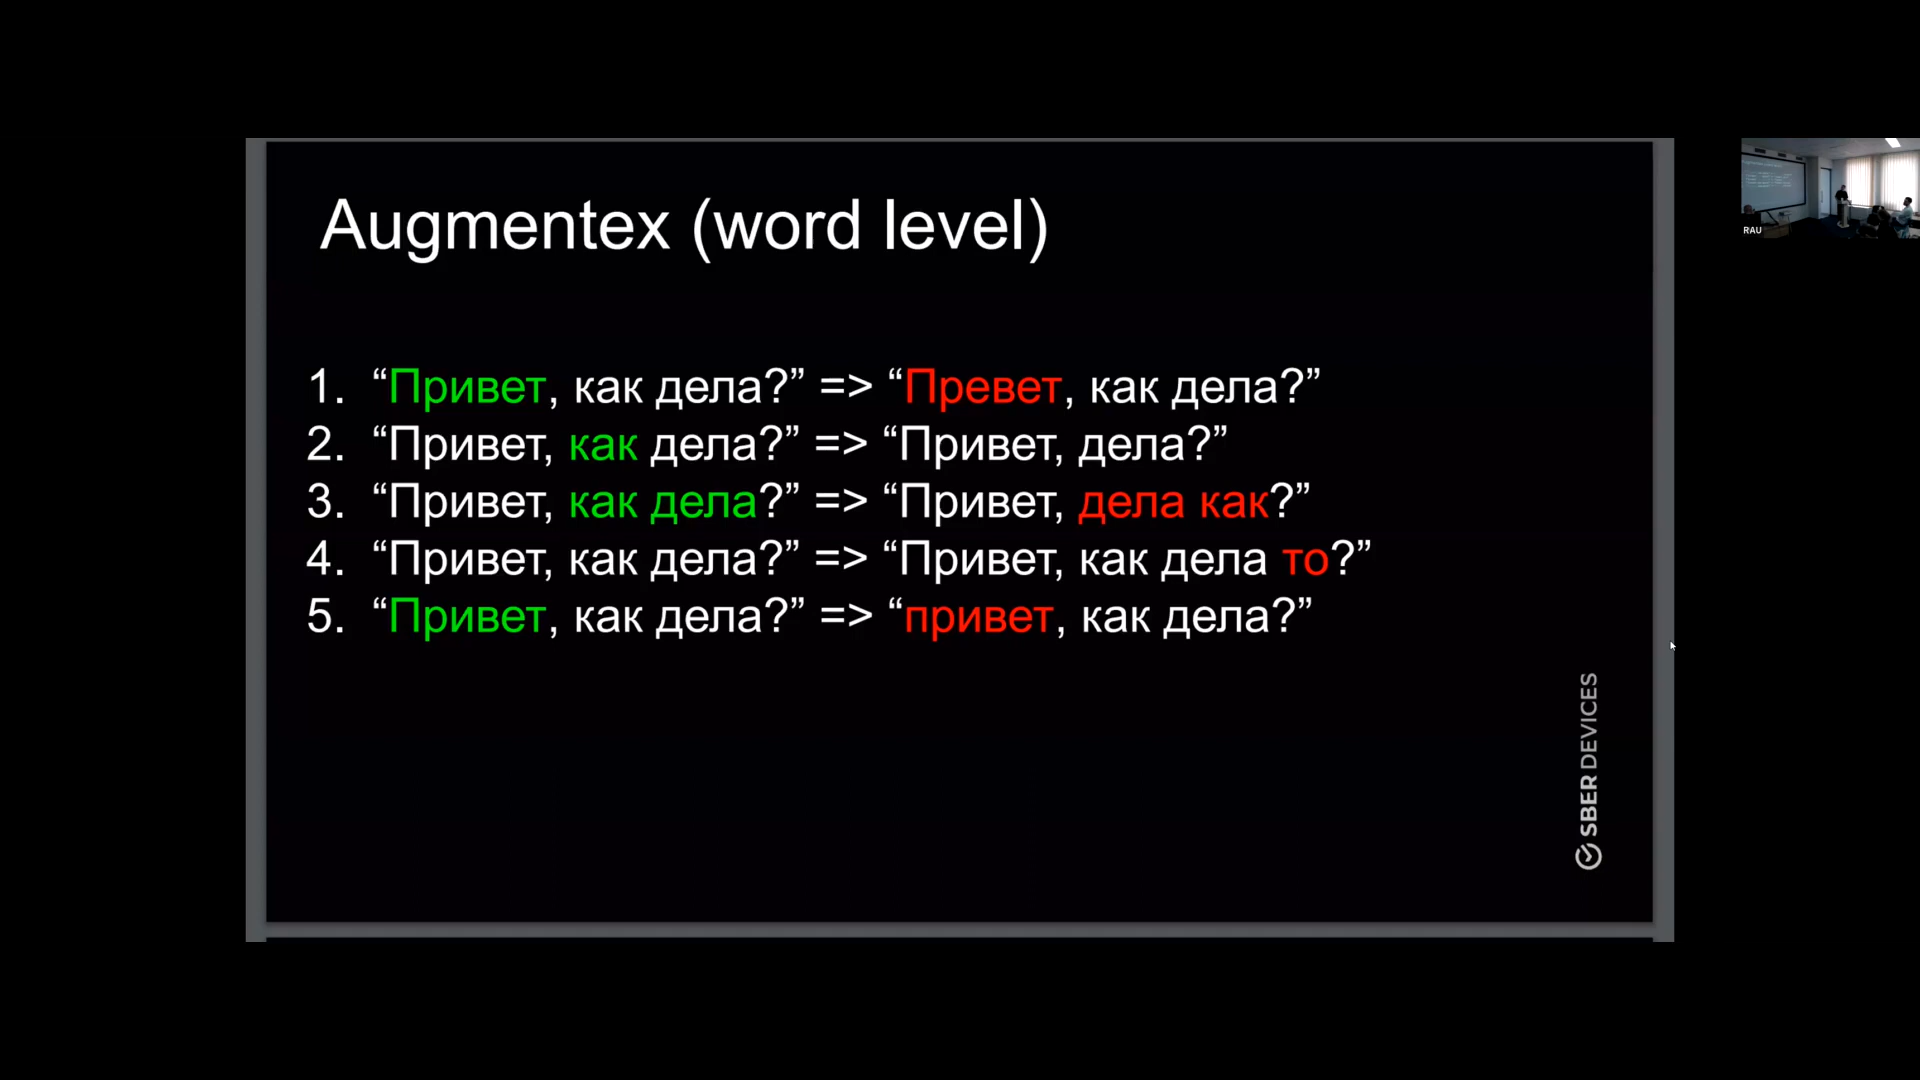 Augmentex (word level)
1. “Привет, как дела?” => “Превет, как дела?”
2. “Привет, как дела?” => “Привет, дела?”
3. “Привет, как дела?” => “Привет, дела как?”
4. “Привет, как дела?” => “Привет, как дела то?”
5. “Привет, как дела?” => “привет, как дела?”
SBER DEVICES
RAU